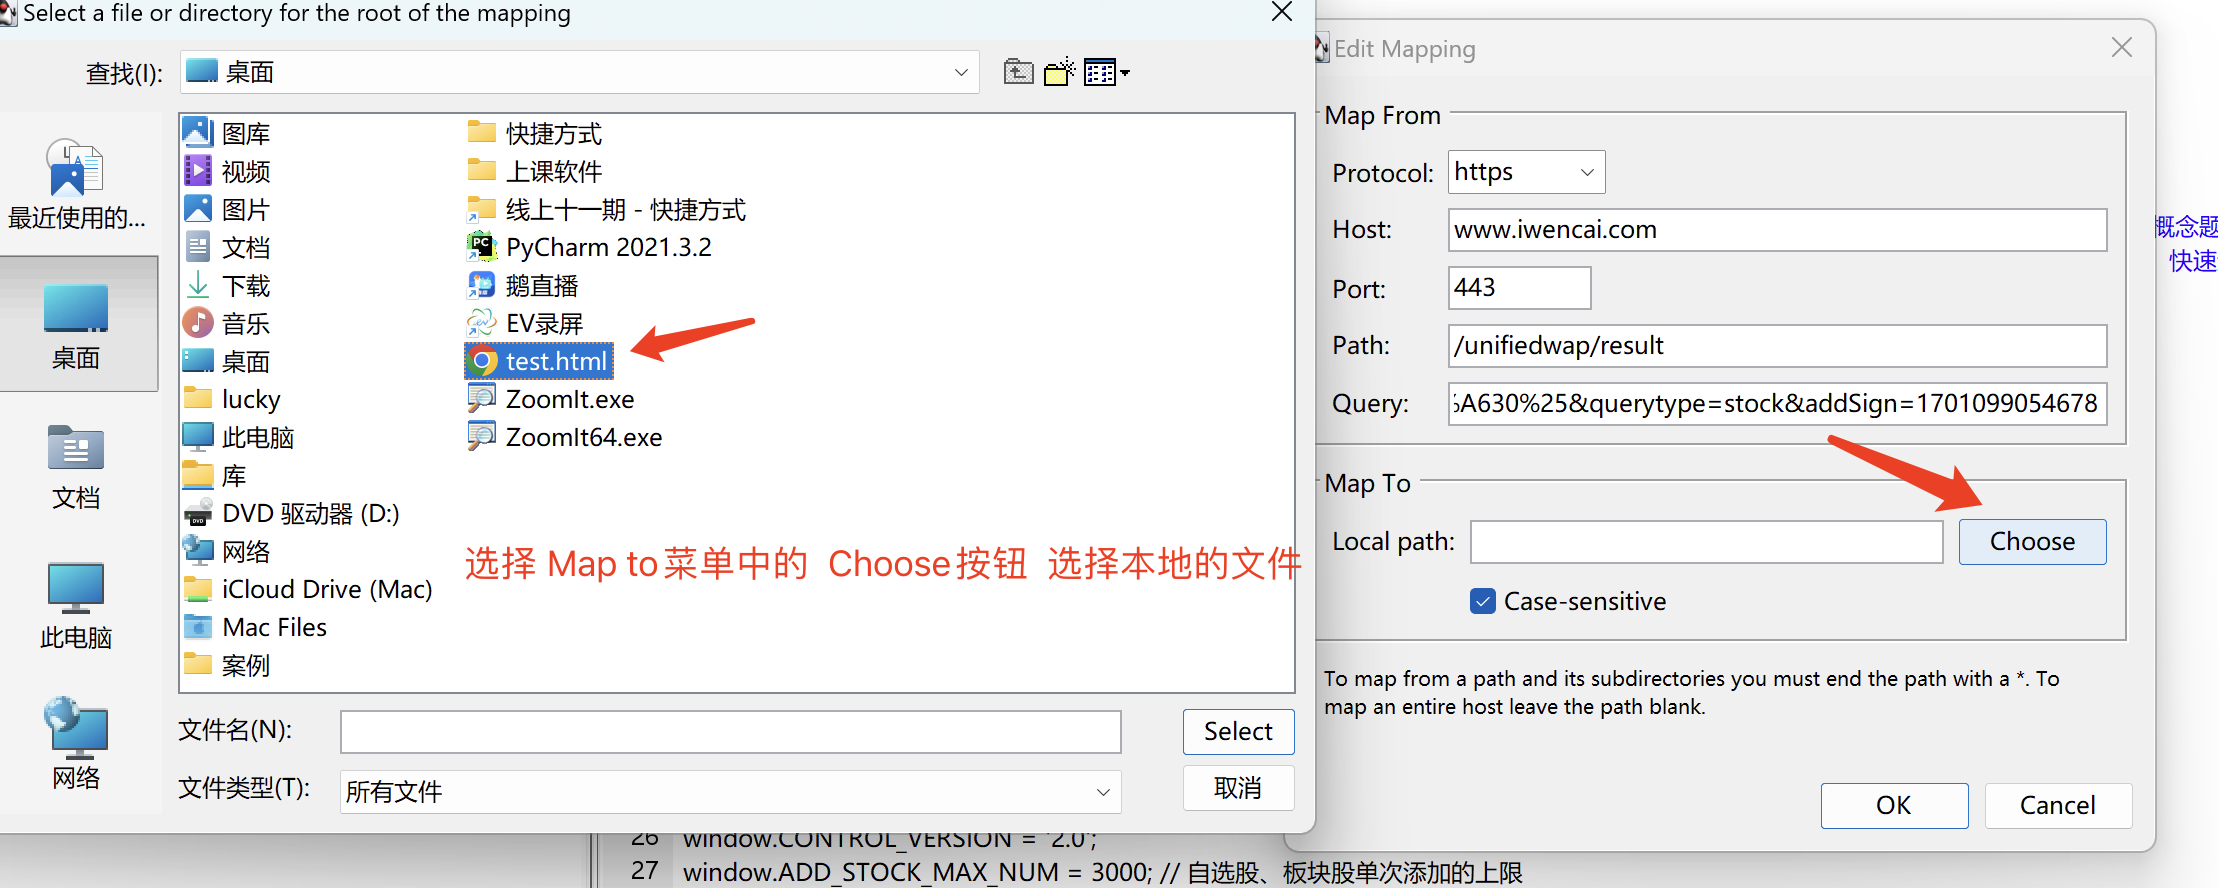 Select a file or directory for the root of the mapping
查找(I):
桌面
最近使用的...
桌面
文档
此电脑
网络
图库
视频
图片
文档
下载
音乐
桌面
lucky
此电脑
库
DVD 驱动器 (D:)
网络
iCloud Drive (Mac)
Mac Files
案例
快捷方式
上课软件
线上十一期 - 快捷方式
PyCharm 2021.3.2
鹅直播
EV录屏
test.html
ZoomIt.exe
ZoomIt64.exe
选择 Map to菜单中的 Choose按钮 选择本地的文件
文件名(N):
Select
文件类型(T):
所有文件
取消
Edit Mapping
Map From
Protocol:
https
Host:
www.iwencai.com
Port:
443
Path:
/unifiedwap/result
Query:
%A630%25&querytype=stock&addSign=1701099054678
Map To
Local path:
Choose
Case-sensitive
To map from a path and its subdirectories you must end the path with a *. To
map an entire host leave the path blank.
OK
Cancel
概念题
快速
26 window.CONTROL_VERSION = '2.0';
27 window.ADD_STOCK_MAX_NUM = 3000; // 自选股、板块股单次添加的上限